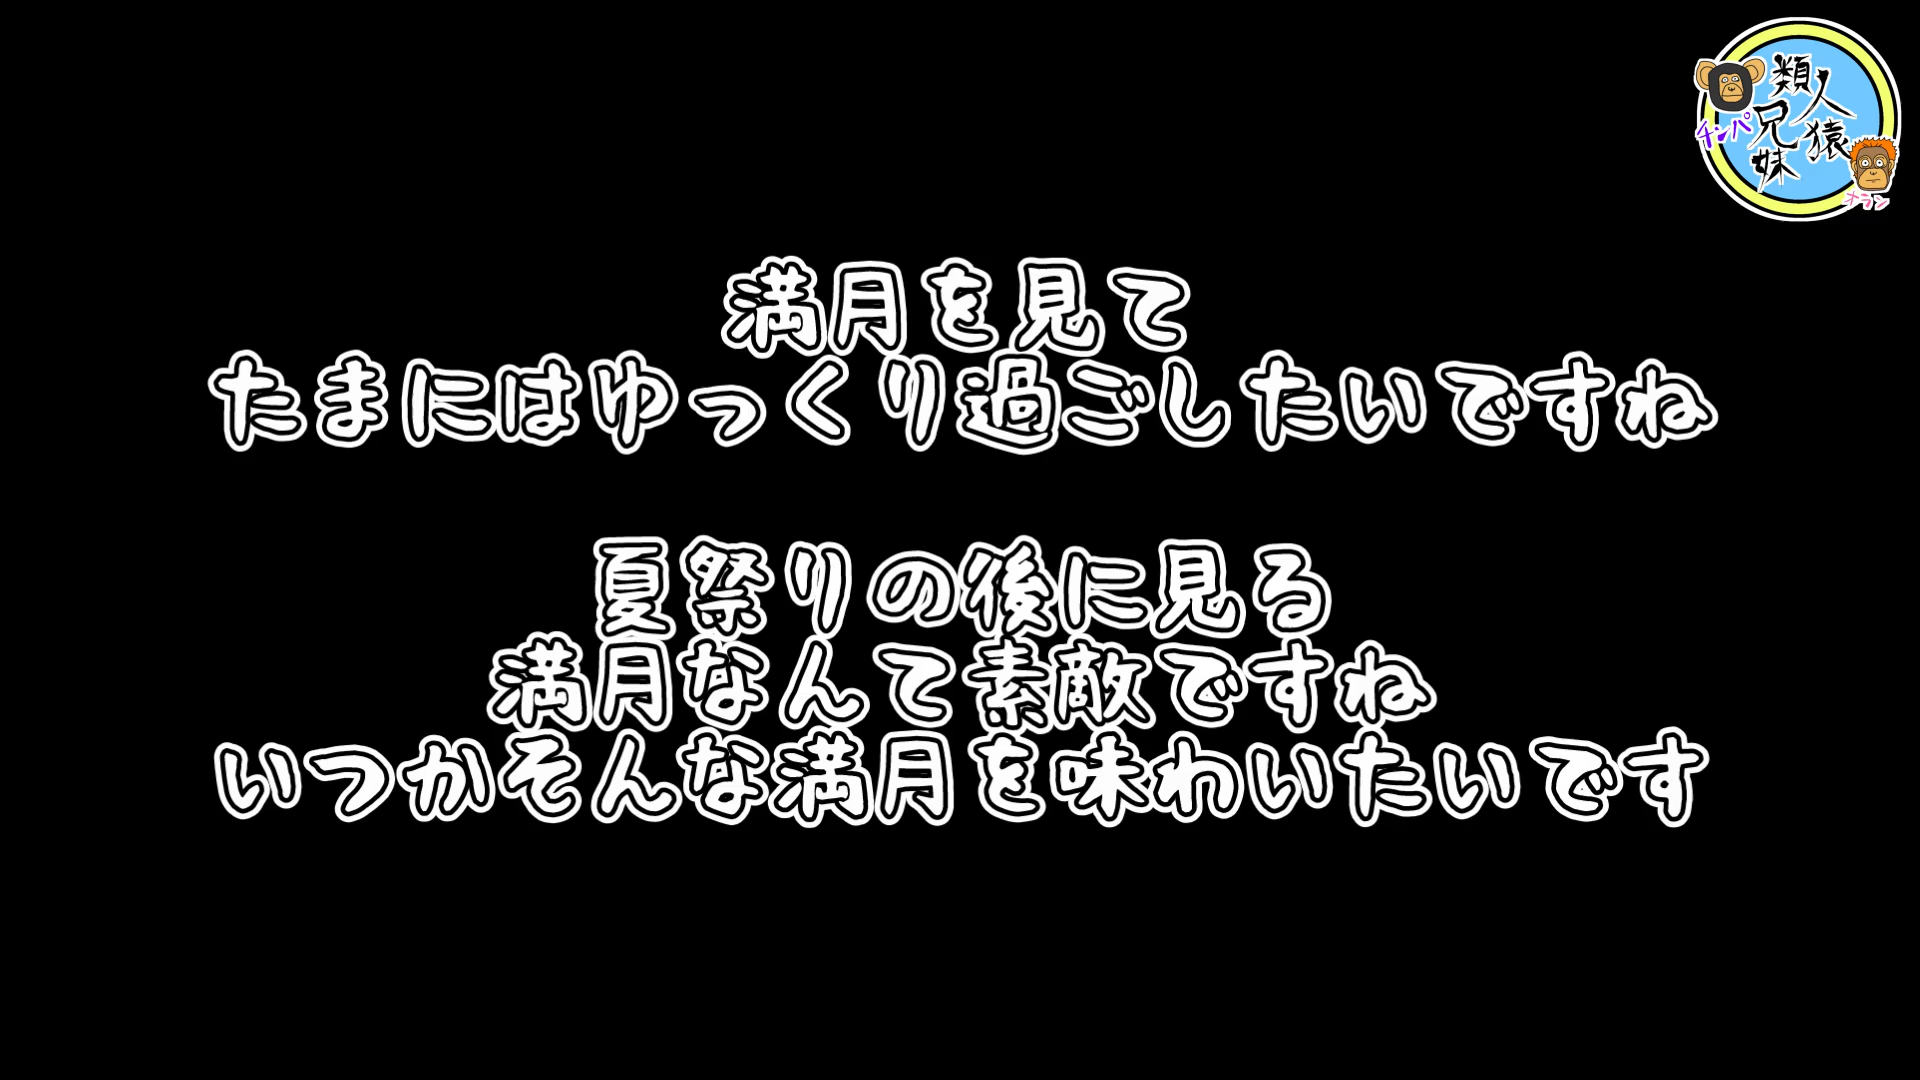 満月を見て
たまにはゆっくり過ごしたいですね
夏祭りの後に見る
満月なんて素敵ですね
いつかそんな満月を味わいたいです
類人猿
兄妹
チンパ
オラン